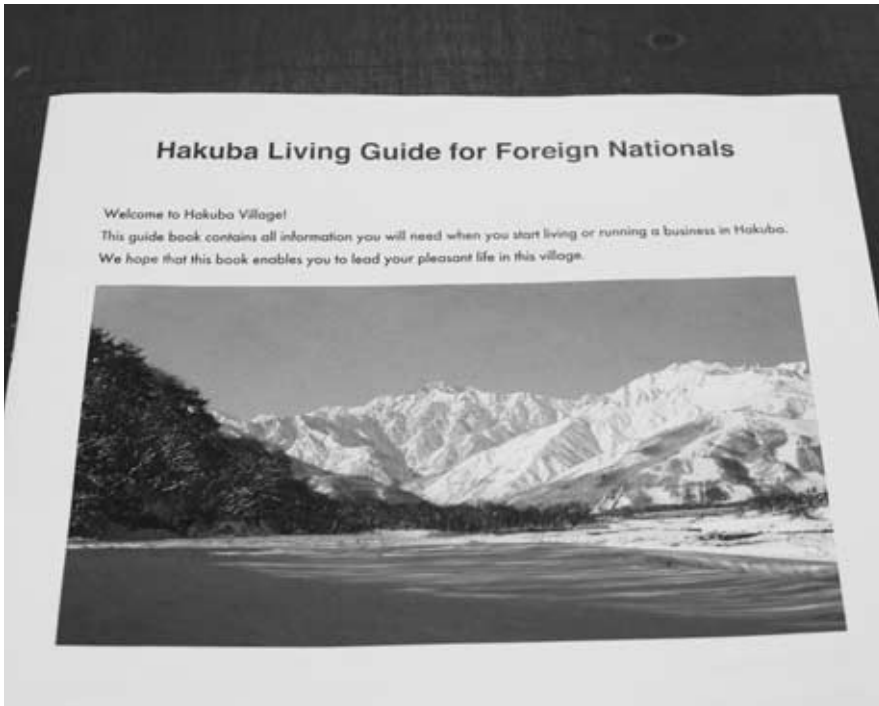 Hakuba Living Guide for Foreign Nationals
Welcome to Hakuba Village!
This guide book contains all information you will need when you start living or running a business in Hakuba.
We hope that this book enables you to lead your pleasant life in this village.